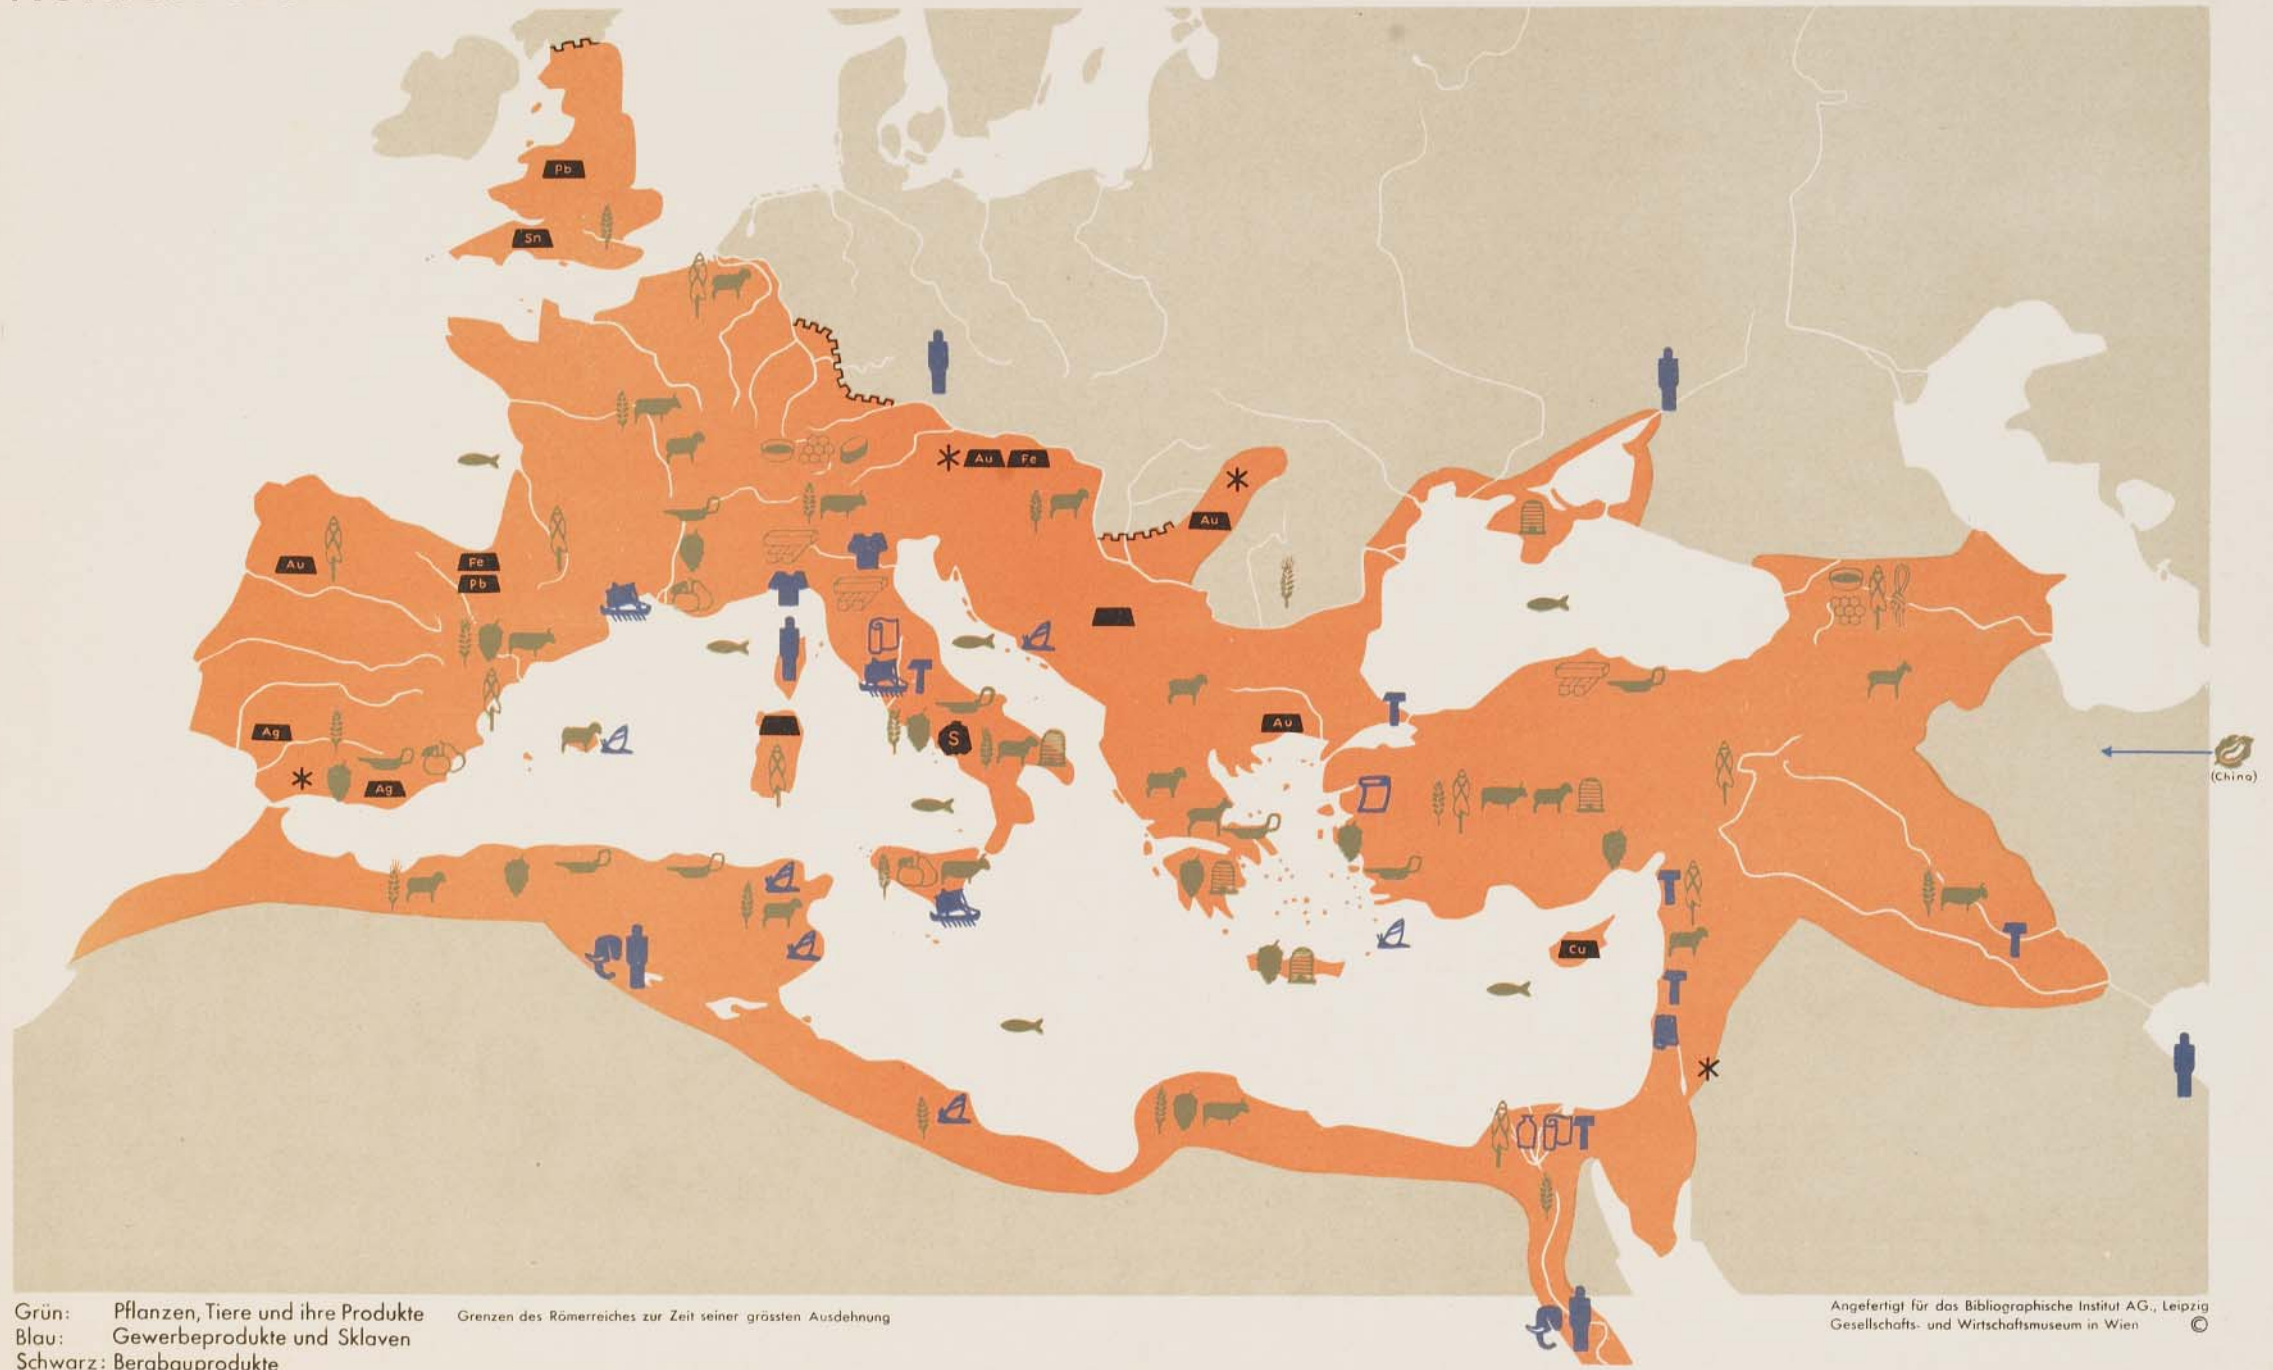 Pb
Sn
Au
Fe
Au
Au
Fe
Pb
Ag
Au
S
Ag
(China)
Cu
Grün: Pflanzen, Tiere und ihre Produkte
Blau: Gewerbeprodukte und Sklaven
Schwarz: Bergbauprodukte
Grenzen des Römerreiches zur Zeit seiner grössten Ausdehnung
Angefertigt für das Bibliographische Institut AG., Leipzig
Gesellschafts- und Wirtschaftsmuseum in Wien ©